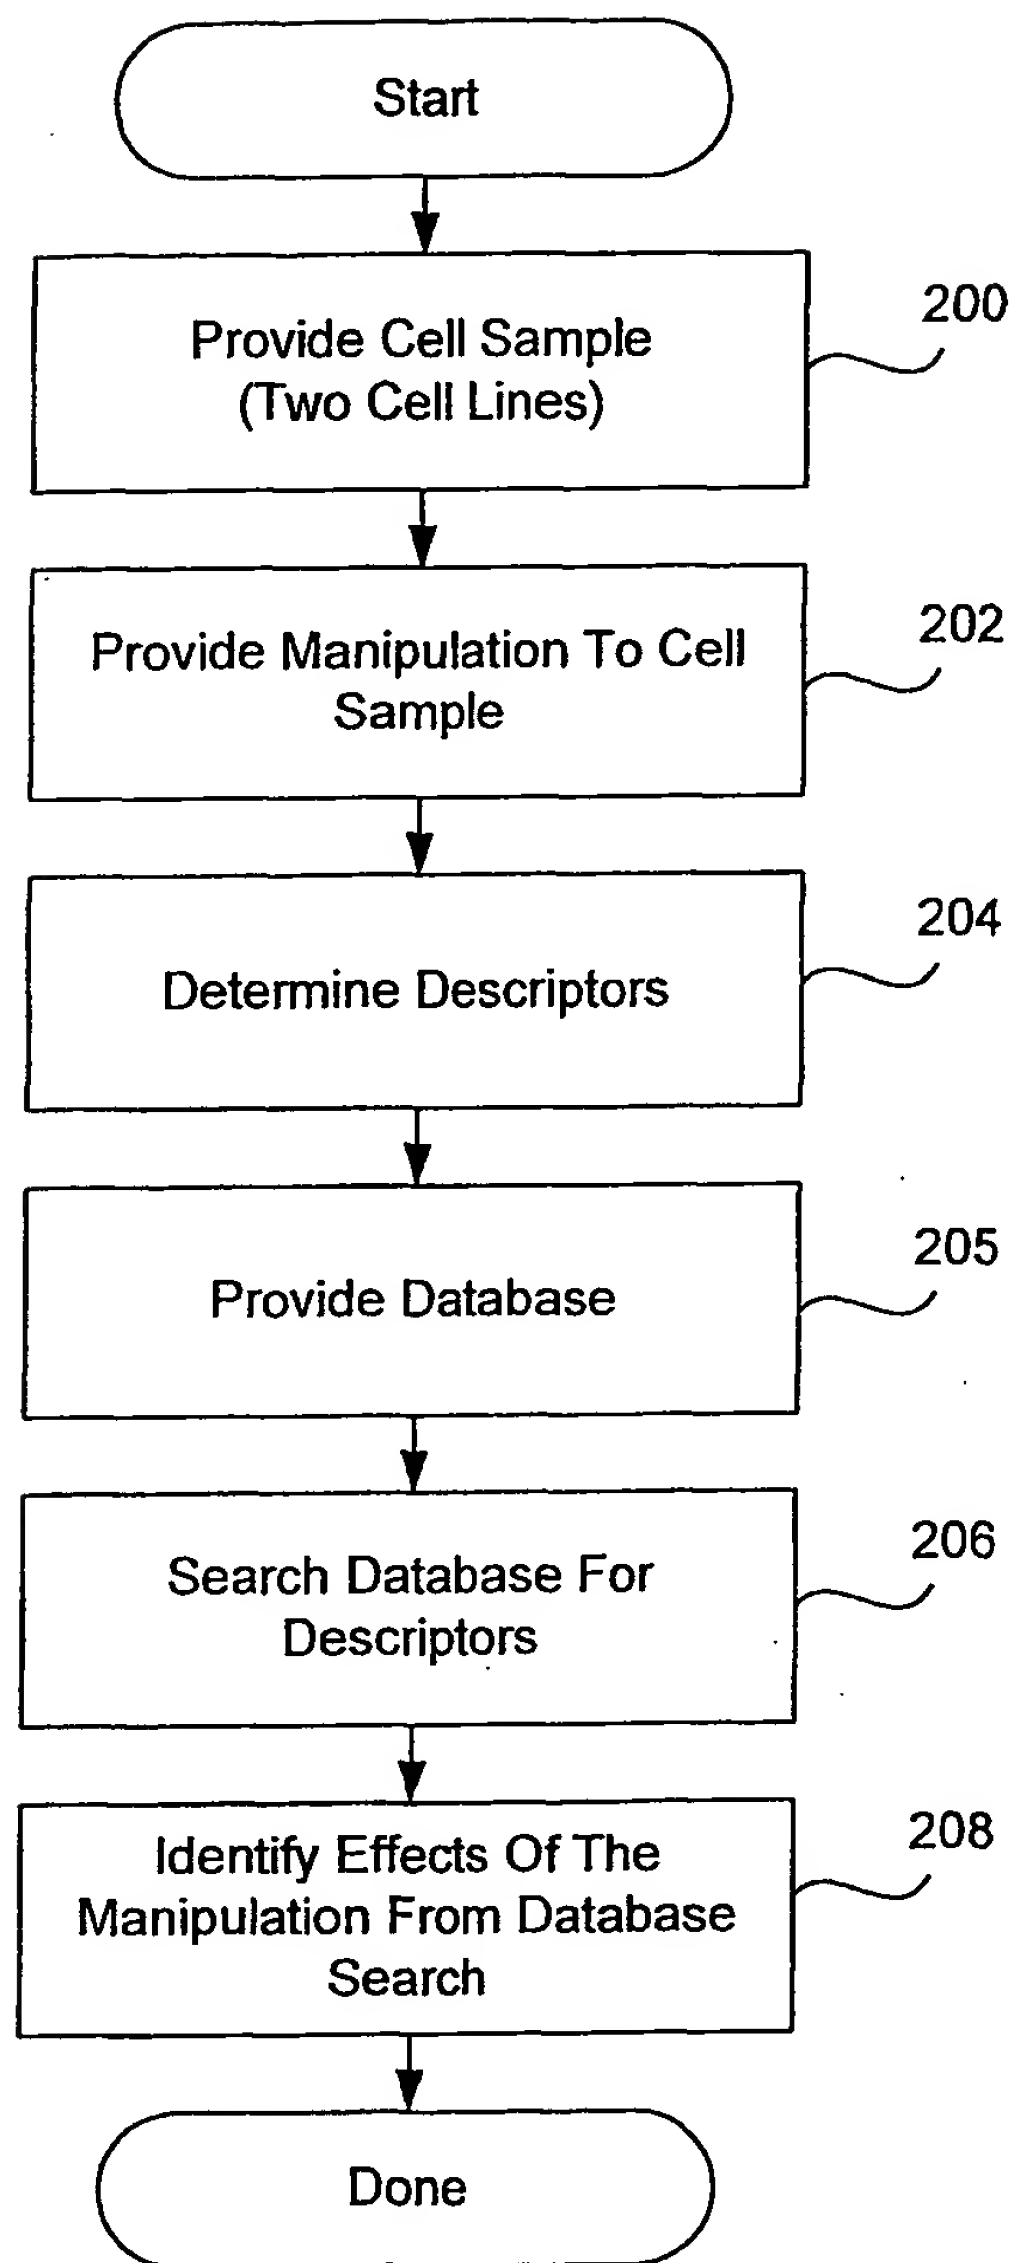 Start
200
Provide Cell Sample
(Two Cell Lines)
202
Provide Manipulation To Cell
Sample
204
Determine Descriptors
205
Provide Database
206
Search Database For
Descriptors
208
Identify Effects Of The
Manipulation From Database
Search
Done